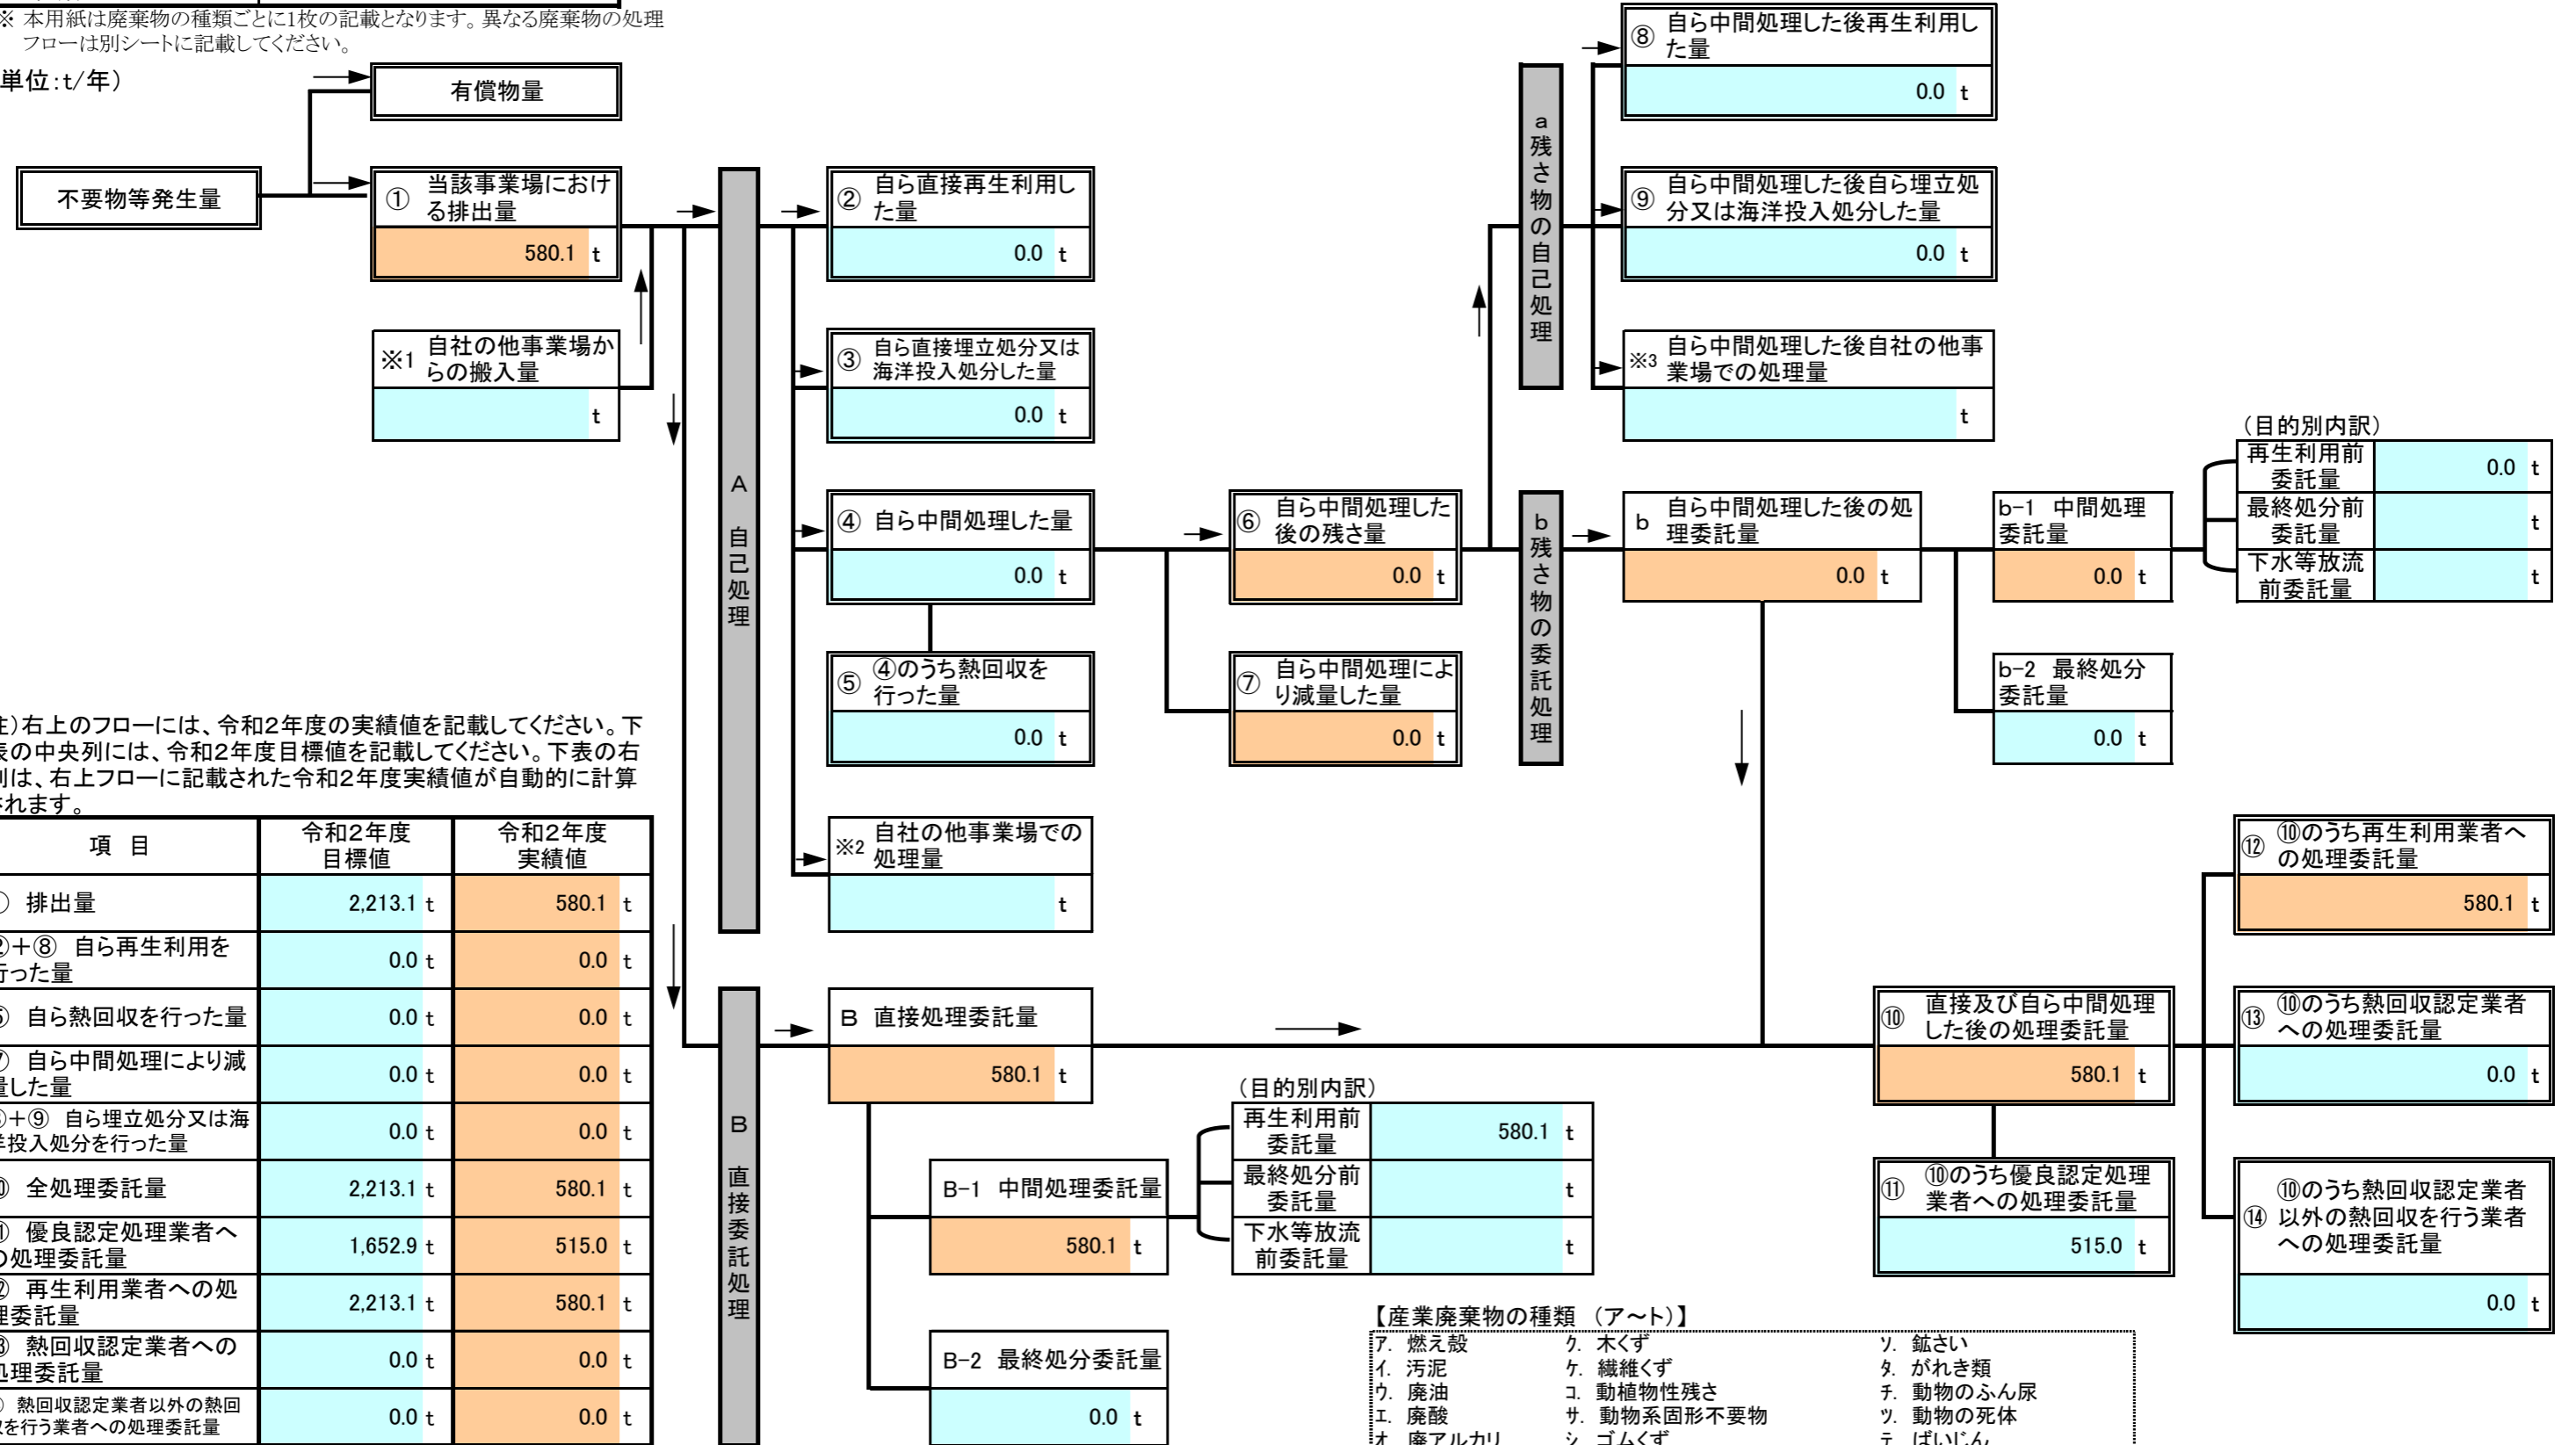 ※ 本用紙は廃棄物の種類ごとに1枚の記載となります。異なる廃棄物の処理
フローは別シートに記載してください。
単位:t/年）
有償物量
不要物等発生量
① 当該事業場におけ
る排出量
580.1 t
※1 自社の他事業場か
らの搬入量
t
A 自己処理
② 自ら直接再生利用し
た量
0.0 t
③ 自ら直接埋立処分又は
海洋投入処分した量
0.0 t
④ 自ら中間処理した量
0.0 t
⑤ ④のうち熱回収を
行った量
0.0 t
※2 自社の他事業場での
処理量
t
⑥ 自ら中間処理した
後の残さ量
0.0 t
⑦ 自ら中間処理によ
り減量した量
0.0 t
a残さ物の自己処理
⑧ 自ら中間処理した後再生利用し
た量
0.0 t
⑨ 自ら中間処理した後自ら埋立処
分又は海洋投入処分した量
0.0 t
※3 自ら中間処理した後自社の他事
業場での処理量
t
b残さ物の委託処理
b 自ら中間処理した後の処
理委託量
0.0 t
b-1 中間処理
委託量
0.0 t
b-2 最終処分
委託量
0.0 t
（目的別内訳）
再生利用前
委託量
0.0 t
最終処分前
委託量
t
下水等放流
前委託量
t
注）右上のフローには、令和2年度の実績値を記載してください。下
表の中央列には、令和2年度目標値を記載してください。下表の右
列は、右上フローに記載された令和2年度実績値が自動的に計算
されます。
項 目 令和2年度 目標値 令和2年度 実績値
① 排出量 2,213.1 t 580.1 t
②＋⑧ 自ら再生利用を
行った量 0.0 t 0.0 t
⑤ 自ら熱回収を行った量 0.0 t 0.0 t
⑦ 自ら中間処理により減
量した量 0.0 t 0.0 t
③＋⑨ 自ら埋立処分又は海
洋投入処分を行った量 0.0 t 0.0 t
⑩ 全処理委託量 2,213.1 t 580.1 t
⑪ 優良認定処理業者へ
の処理委託量 1,652.9 t 515.0 t
⑫ 再生利用業者への処
理委託量 2,213.1 t 580.1 t
⑬ 熱回収認定業者への
処理委託量 0.0 t 0.0 t
⑭ 熱回収認定業者以外の熱回
収を行う業者への処理委託量 0.0 t 0.0 t
B 直接委託処理
B 直接処理委託量
580.1 t
B-1 中間処理委託量
580.1 t
B-2 最終処分委託量
0.0 t
（目的別内訳）
再生利用前
委託量
580.1 t
最終処分前
委託量
t
下水等放流
前委託量
t
⑩ 直接及び自ら中間処理
した後の処理委託量
580.1 t
⑪ ⑩のうち優良認定処理
業者への処理委託量
515.0 t
⑫ ⑩のうち再生利用業者へ
の処理委託量
580.1 t
⑬ ⑩のうち熱回収認定業者
への処理委託量
0.0 t
⑭ ⑩のうち熱回収認定業者
以外の熱回収を行う業者
への処理委託量
0.0 t
【産業廃棄物の種類 （ア～ト）】
ア. 燃え殻 ク. 木くず ソ. 鉱さい
イ. 汚泥 ケ. 繊維くず タ. がれき類
ウ. 廃油 コ. 動植物性残さ チ. 動物のふん尿
エ. 廃酸 サ. 動物系固形不要物 ツ. 動物の死体
オ. 廃アルカリ シ. ゴムくず テ. ばいじん